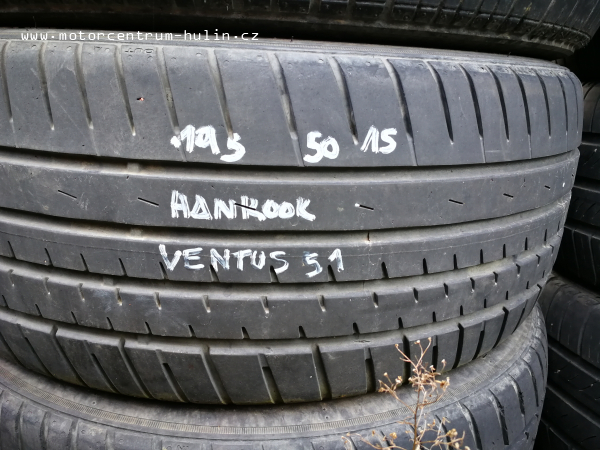 www.motorcentrum-hulin.cz
195 50 15
HANKOOK
VENTUS S1